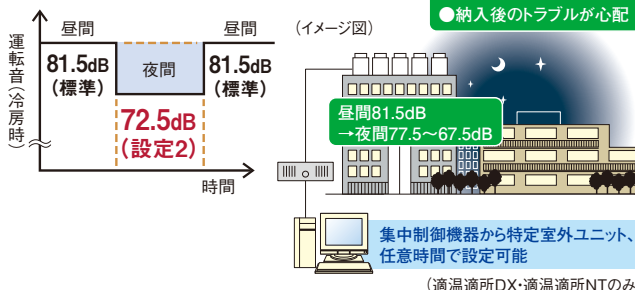 ●納入後のトラブルが心配
運転音(冷房時)
昼間
昼間
(イメージ図)
81.5dB
(標準)
夜間
81.5dB
(標準)
72.5dB
(設定2)
時間
昼間81.5dB
→夜間77.5〜67.5dB
集中制御機器から特定室外ユニット、
任意時間で設定可能
(適温適所DX・適温適所NTのみ